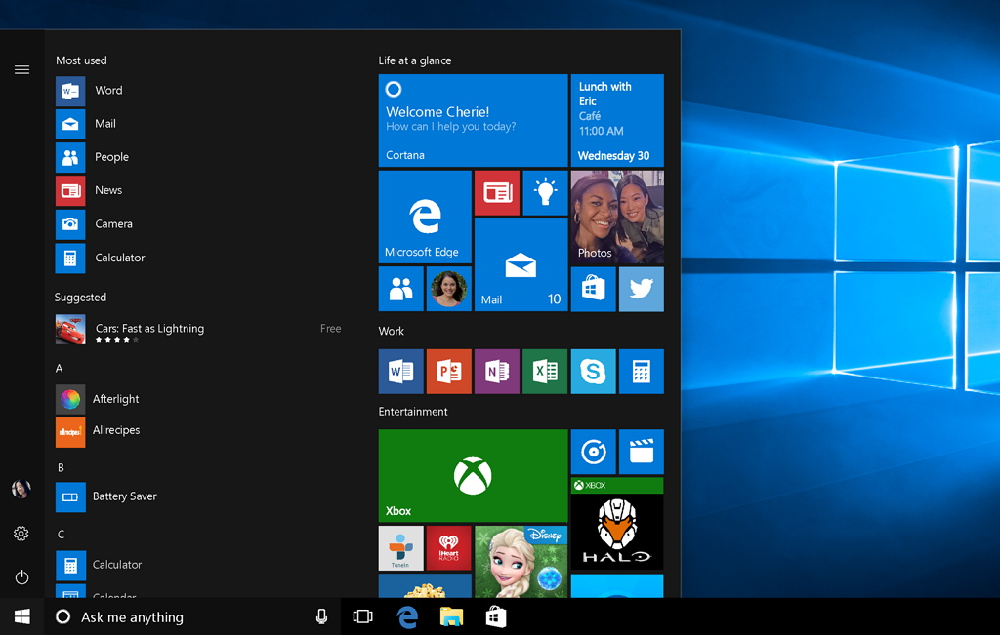 Most used
Word
Mail
People
News
Camera
Calculator
Suggested
Cars: Fast as Lightning
Free
A
Afterlight
allrecipes
Allrecipes
B
Battery Saver
C
Calculator
Calendar
Life at a glance
Welcome Cherie!
How can I help you today?
Cortana
Lunch with
Eric
Café
11:00 AM
Wednesday 30
Microsoft Edge
Mail 10
Photos
Work
Entertainment
Xbox
XBOX
HALO
TuneIn
iHeart
RADIO
Disney
Ask me anything